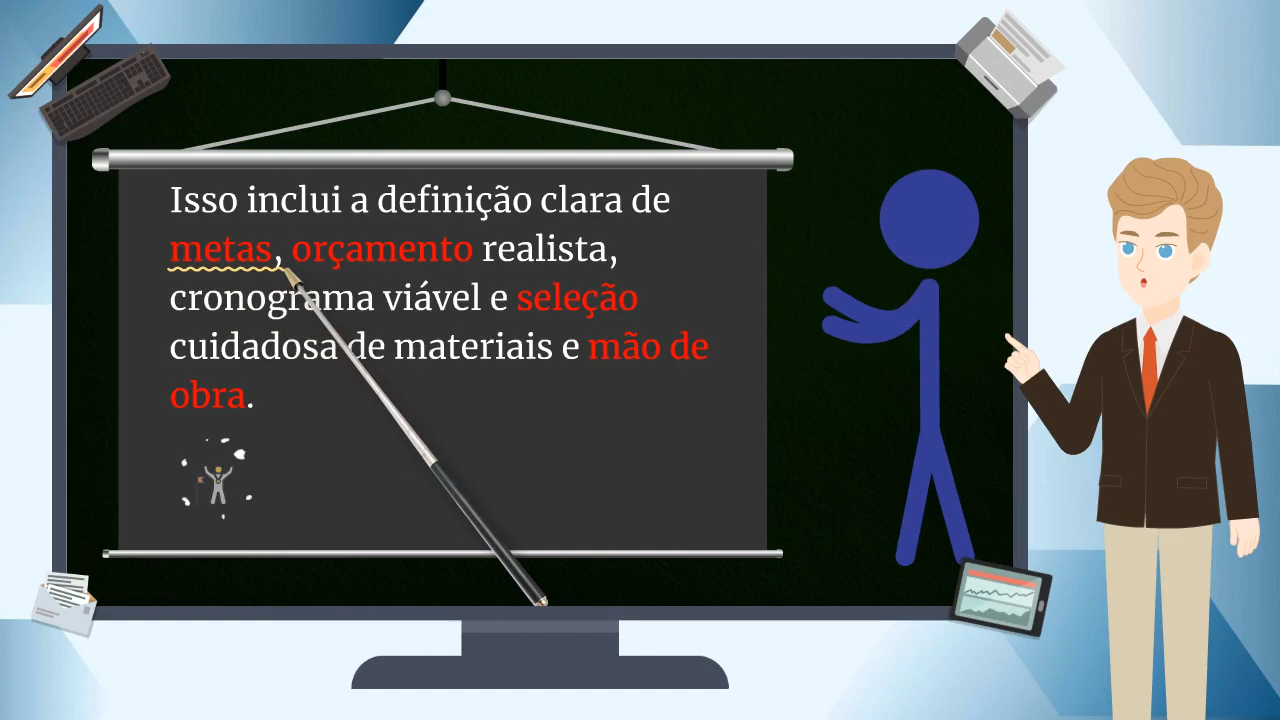 Isso inclui a definição clara de
metas, orçamento realista,
cronograma viável e seleção
cuidadosa de materiais e mão de
obra.